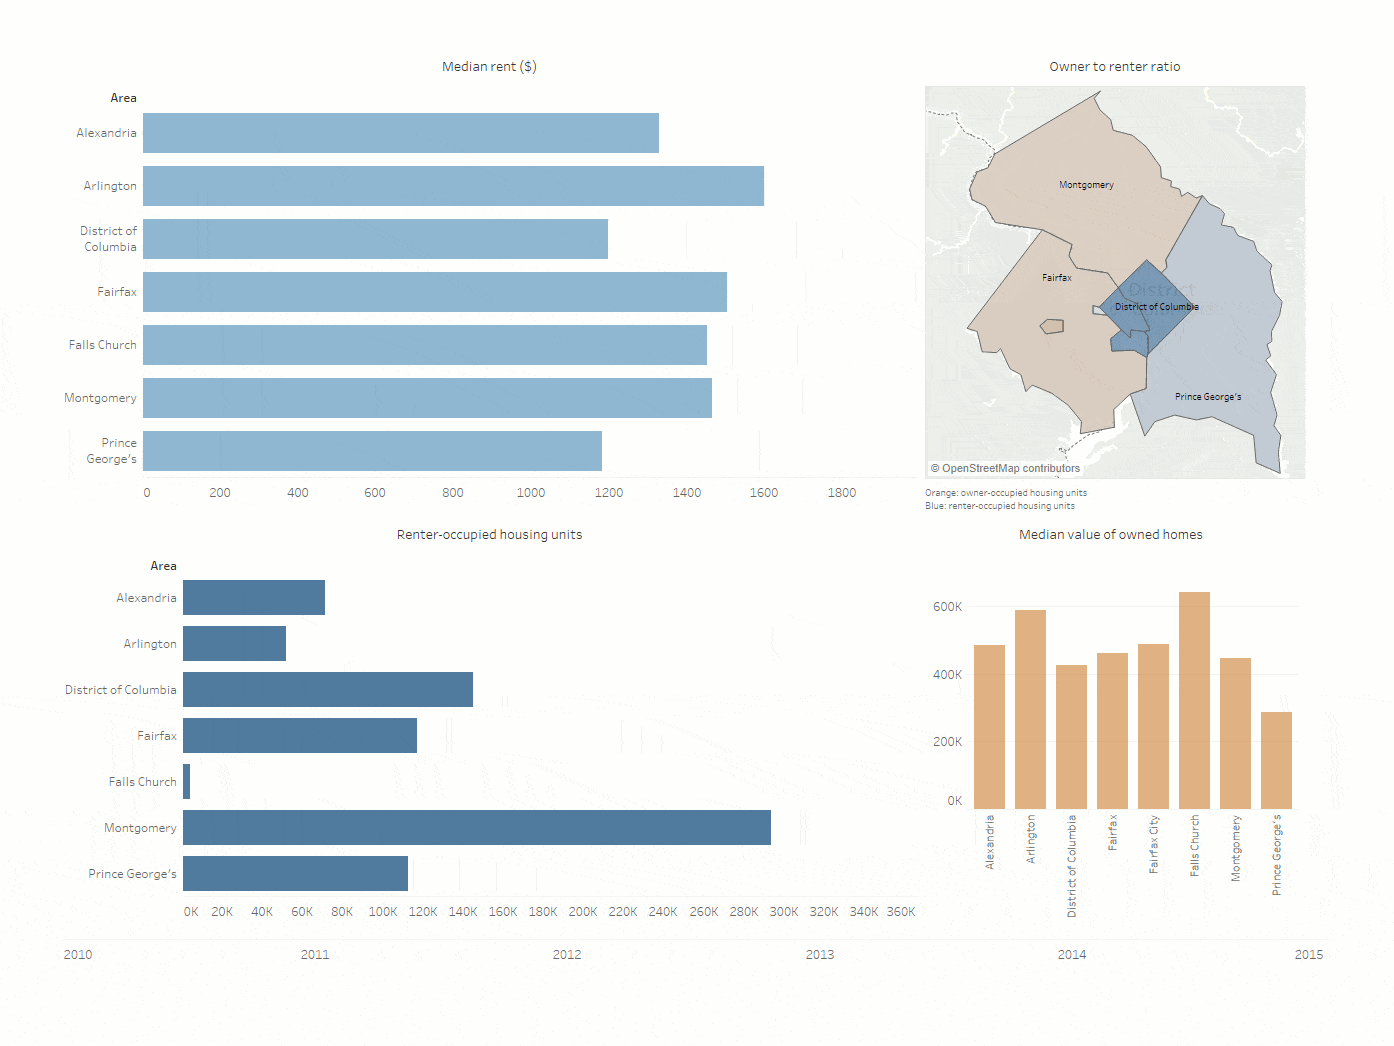 Median rent ($)
Area
Alexandria
Arlington
District of
Columbia
Fairfax
Falls Church
Montgomery
Prince
George's
0 200 400 600 800 1000 1200 1400 1600 1800
Owner to renter ratio
Montgomery
Fairfax
District
District of Columbia
Prince George's
© OpenStreetMap contributors
Orange: owner-occupied housing units
Blue: renter-occupied housing units
Renter-occupied housing units
Area
Alexandria
Arlington
District of Columbia
Fairfax
Falls Church
Montgomery
Prince George's
0K 20K 40K 60K 80K 100K 120K 140K 160K 180K 200K 220K 240K 260K 280K 300K 320K 340K 360K
Median value of owned homes
600K
400K
200K
0K
Alexandria
Arlington
District of Columbia
Fairfax
Fairfax City
Falls Church
Montgomery
Prince George's
2010 2011 2012 2013 2014 2015